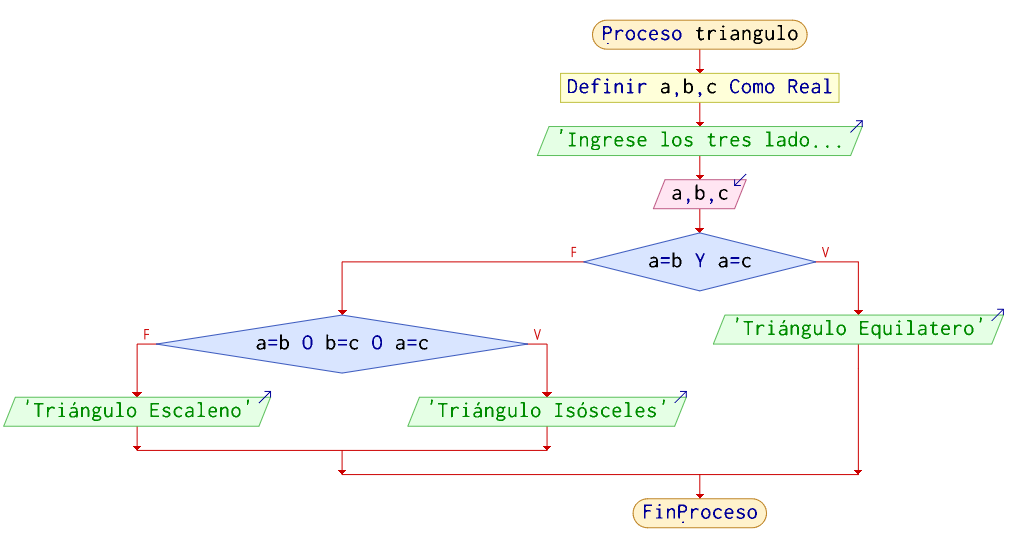 Proceso triangulo
Definir a,b,c Como Real
'Ingrese los tres lado...
a,b,c
F
a=b Y a=c
V
'Triángulo Equilatero'
F
a=b O b=c O a=c
V
'Triángulo Escaleno'
'Triángulo Isósceles'
FinProceso